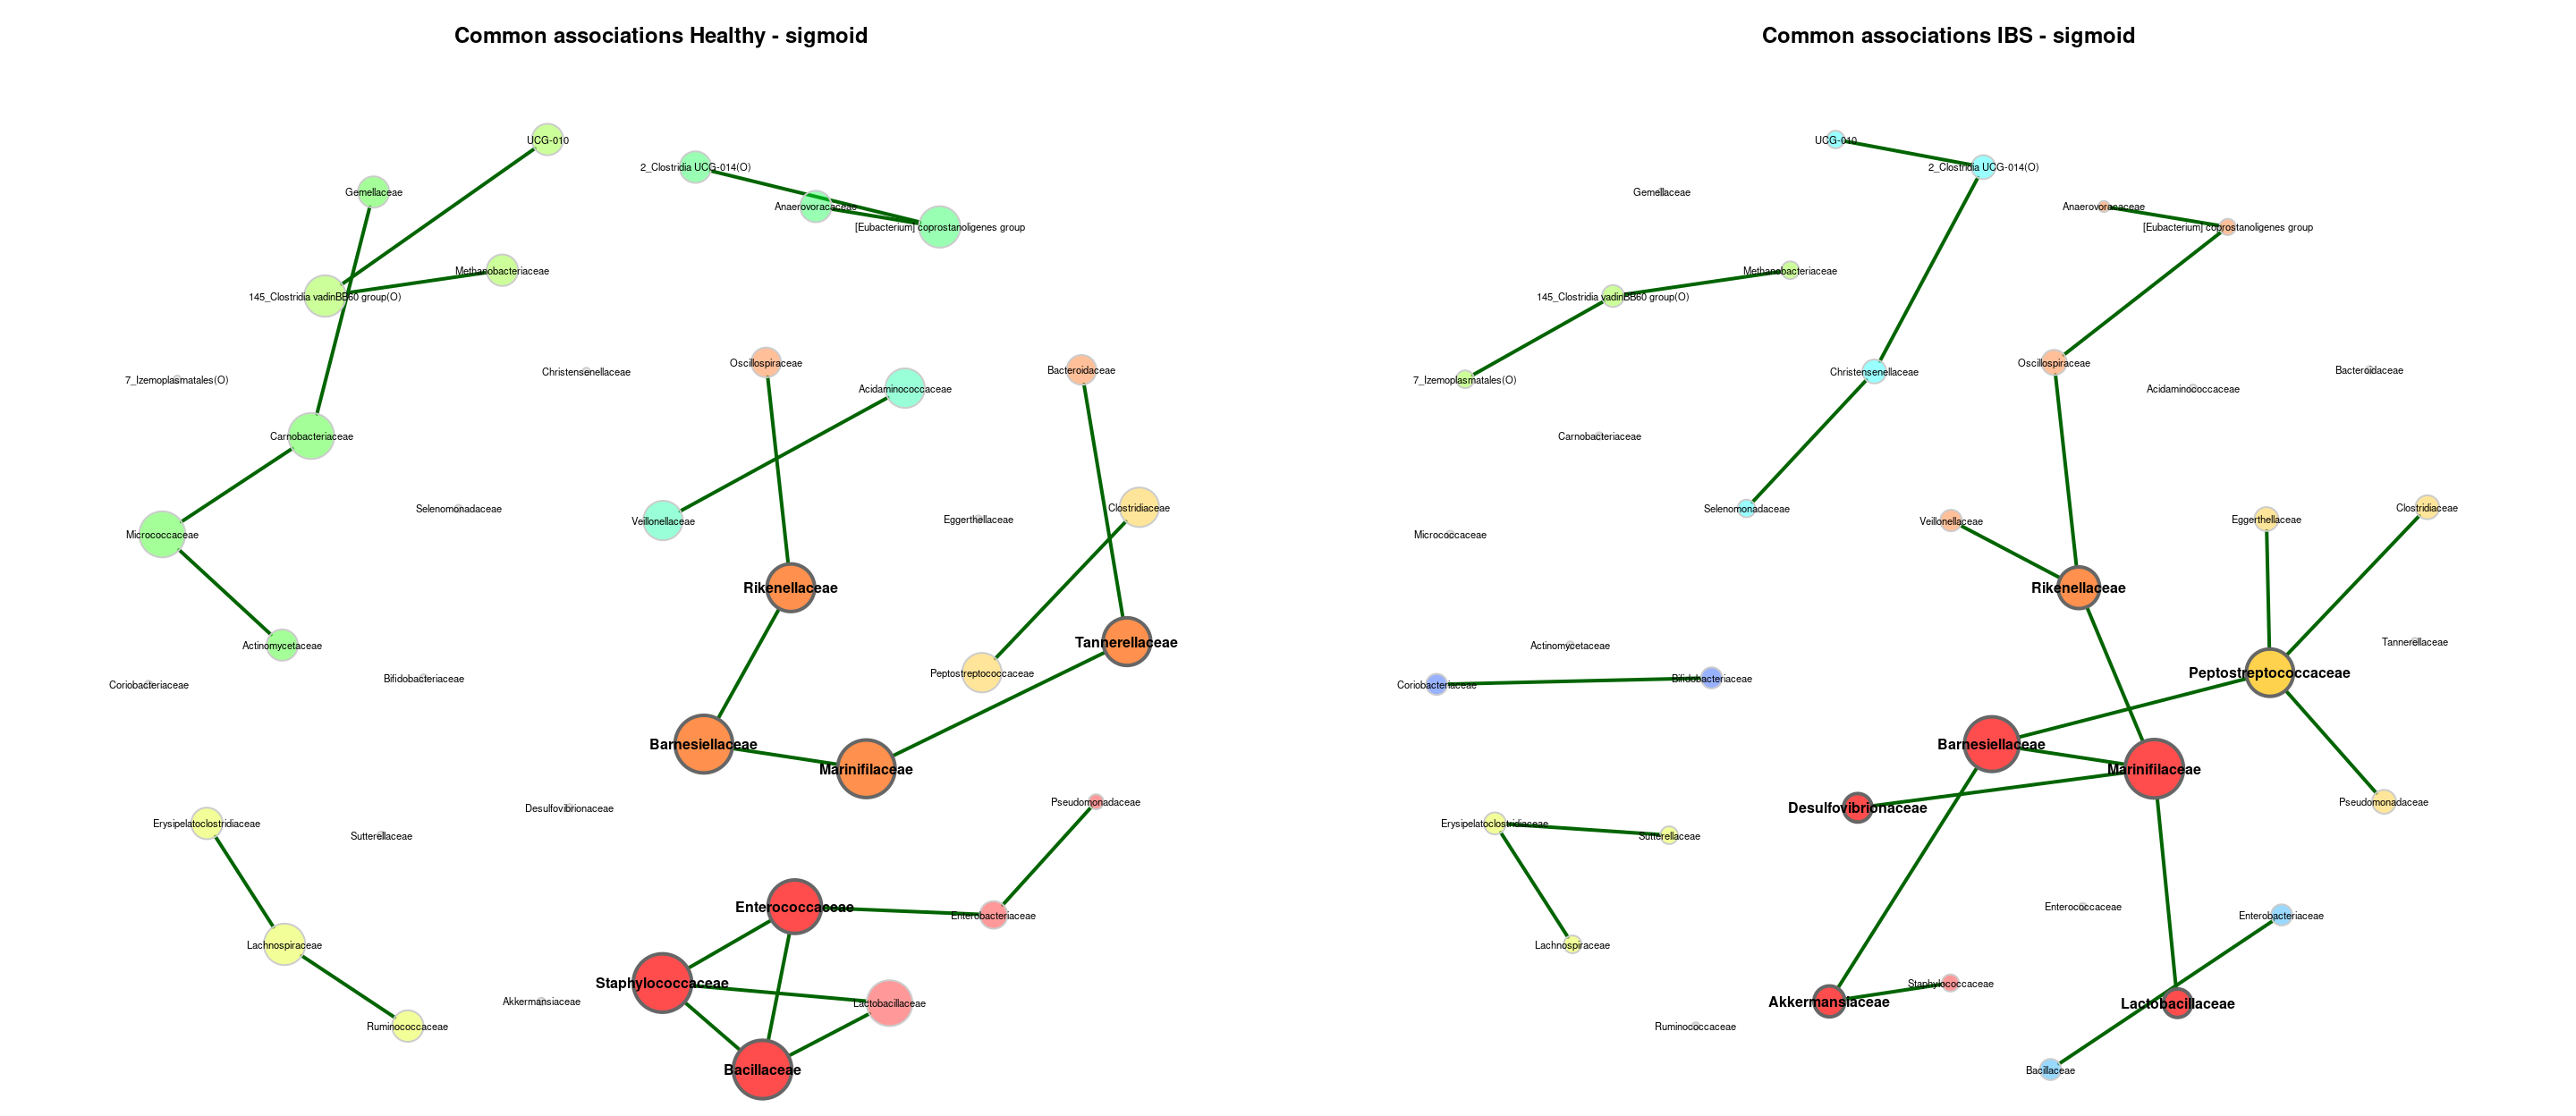 Common associations Healthy - sigmoid
UCG-010
2_Clostridia UCG-014(O)
Gemellaceae
Anaerovoracaceae
[Eubacterium] coprostanoligenes group
Methanobacteriaceae
145_Clostridia vadinBB60 group(O)
Oscillospiraceae
Bacteroidaceae
Christensenellaceae
7_Izemoplasmatales(O)
Acidaminococcaceae
Carnobacteriaceae
Clostridiaceae
Selenomonadaceae
Eggerthellaceae
Veillonellaceae
Micrococcaceae
Rikenellaceae
Tannerellaceae
Actinomycetaceae
Peptostreptococcaceae
Bifidobacteriaceae
Coriobacteriaceae
Barnesiellaceae
Marinifilaceae
Pseudomonadaceae
Desulfovibrionaceae
Erysipelatoclostridiaceae
Sutterellaceae
Enterococcaceae
Enterobacteriaceae
Lachnospiraceae
Staphylococcaceae
Akkermansiaceae
Lactobacillaceae
Ruminococcaceae
Bacillaceae
Common associations IBS - sigmoid
UCG-010
2_Clostridia UCG-014(O)
Gemellaceae
Anaerovoracaceae
[Eubacterium] coprostanoligenes group
Methanobacteriaceae
145_Clostridia vadinBB60 group(O)
Oscillospiraceae
Bacteroidaceae
Christensenellaceae
7_Izemoplasmatales(O)
Acidaminococcaceae
Carnobacteriaceae
Clostridiaceae
Selenomonadaceae
Eggerthellaceae
Veillonellaceae
Micrococcaceae
Rikenellaceae
Tannerellaceae
Actinomycetaceae
Peptostreptococcaceae
Bifidobacteriaceae
Coriobacteriaceae
Barnesiellaceae
Marinifilaceae
Pseudomonadaceae
Desulfovibrionaceae
Erysipelatoclostridiaceae
Sutterellaceae
Enterococcaceae
Enterobacteriaceae
Lachnospiraceae
Staphylococcaceae
Akkermansiaceae
Lactobacillaceae
Ruminococcaceae
Bacillaceae